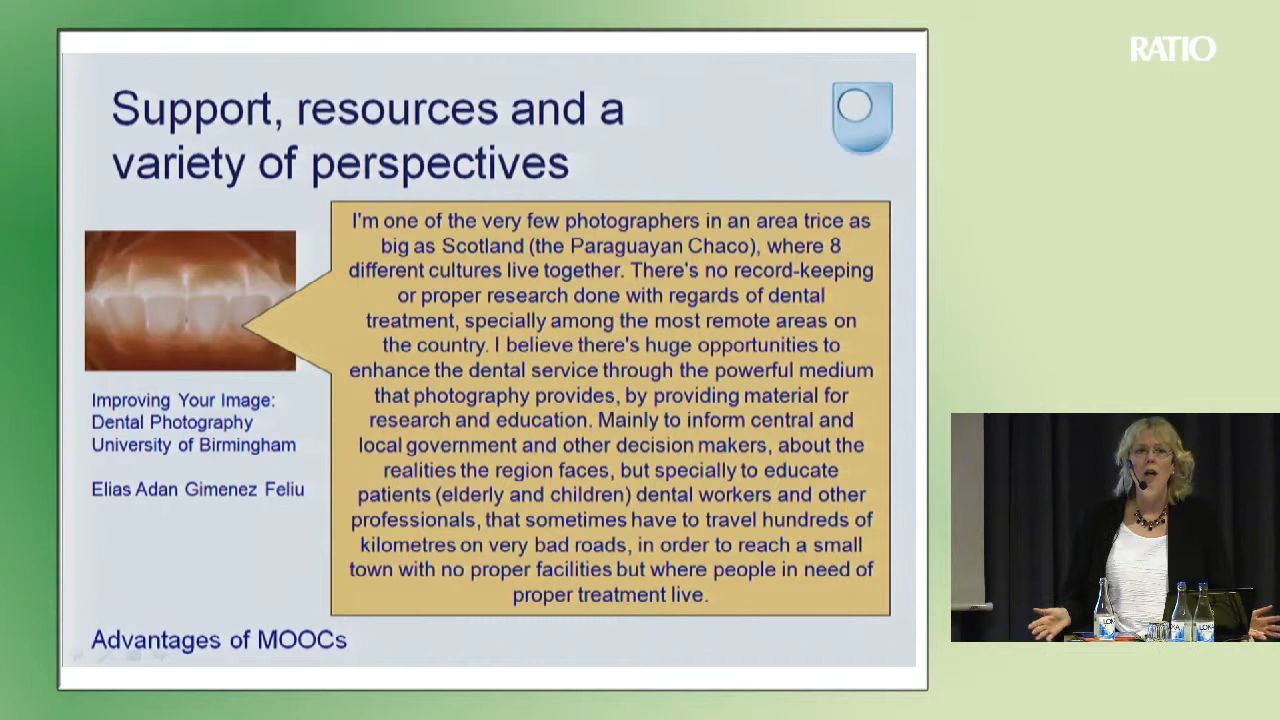 RATIO
Support, resources and a
variety of perspectives
I'm one of the very few photographers in an area trice as
big as Scotland (the Paraguayan Chaco), where 8
different cultures live together. There's no record-keeping
or proper research done with regards of dental
treatment, specially among the most remote areas on
the country. I believe there's huge opportunities to
enhance the dental service through the powerful medium
that photography provides, by providing material for
research and education. Mainly to inform central and
local government and other decision makers, about the
realities the region faces, but specially to educate
patients (elderly and children) dental workers and other
professionals, that sometimes have to travel hundreds of
kilometres on very bad roads, in order to reach a small
town with no proper facilities but where people in need of
proper treatment live.
Improving Your Image:
Dental Photography
University of Birmingham
Elias Adan Gimenez Feliu
Advantages of MOOCs